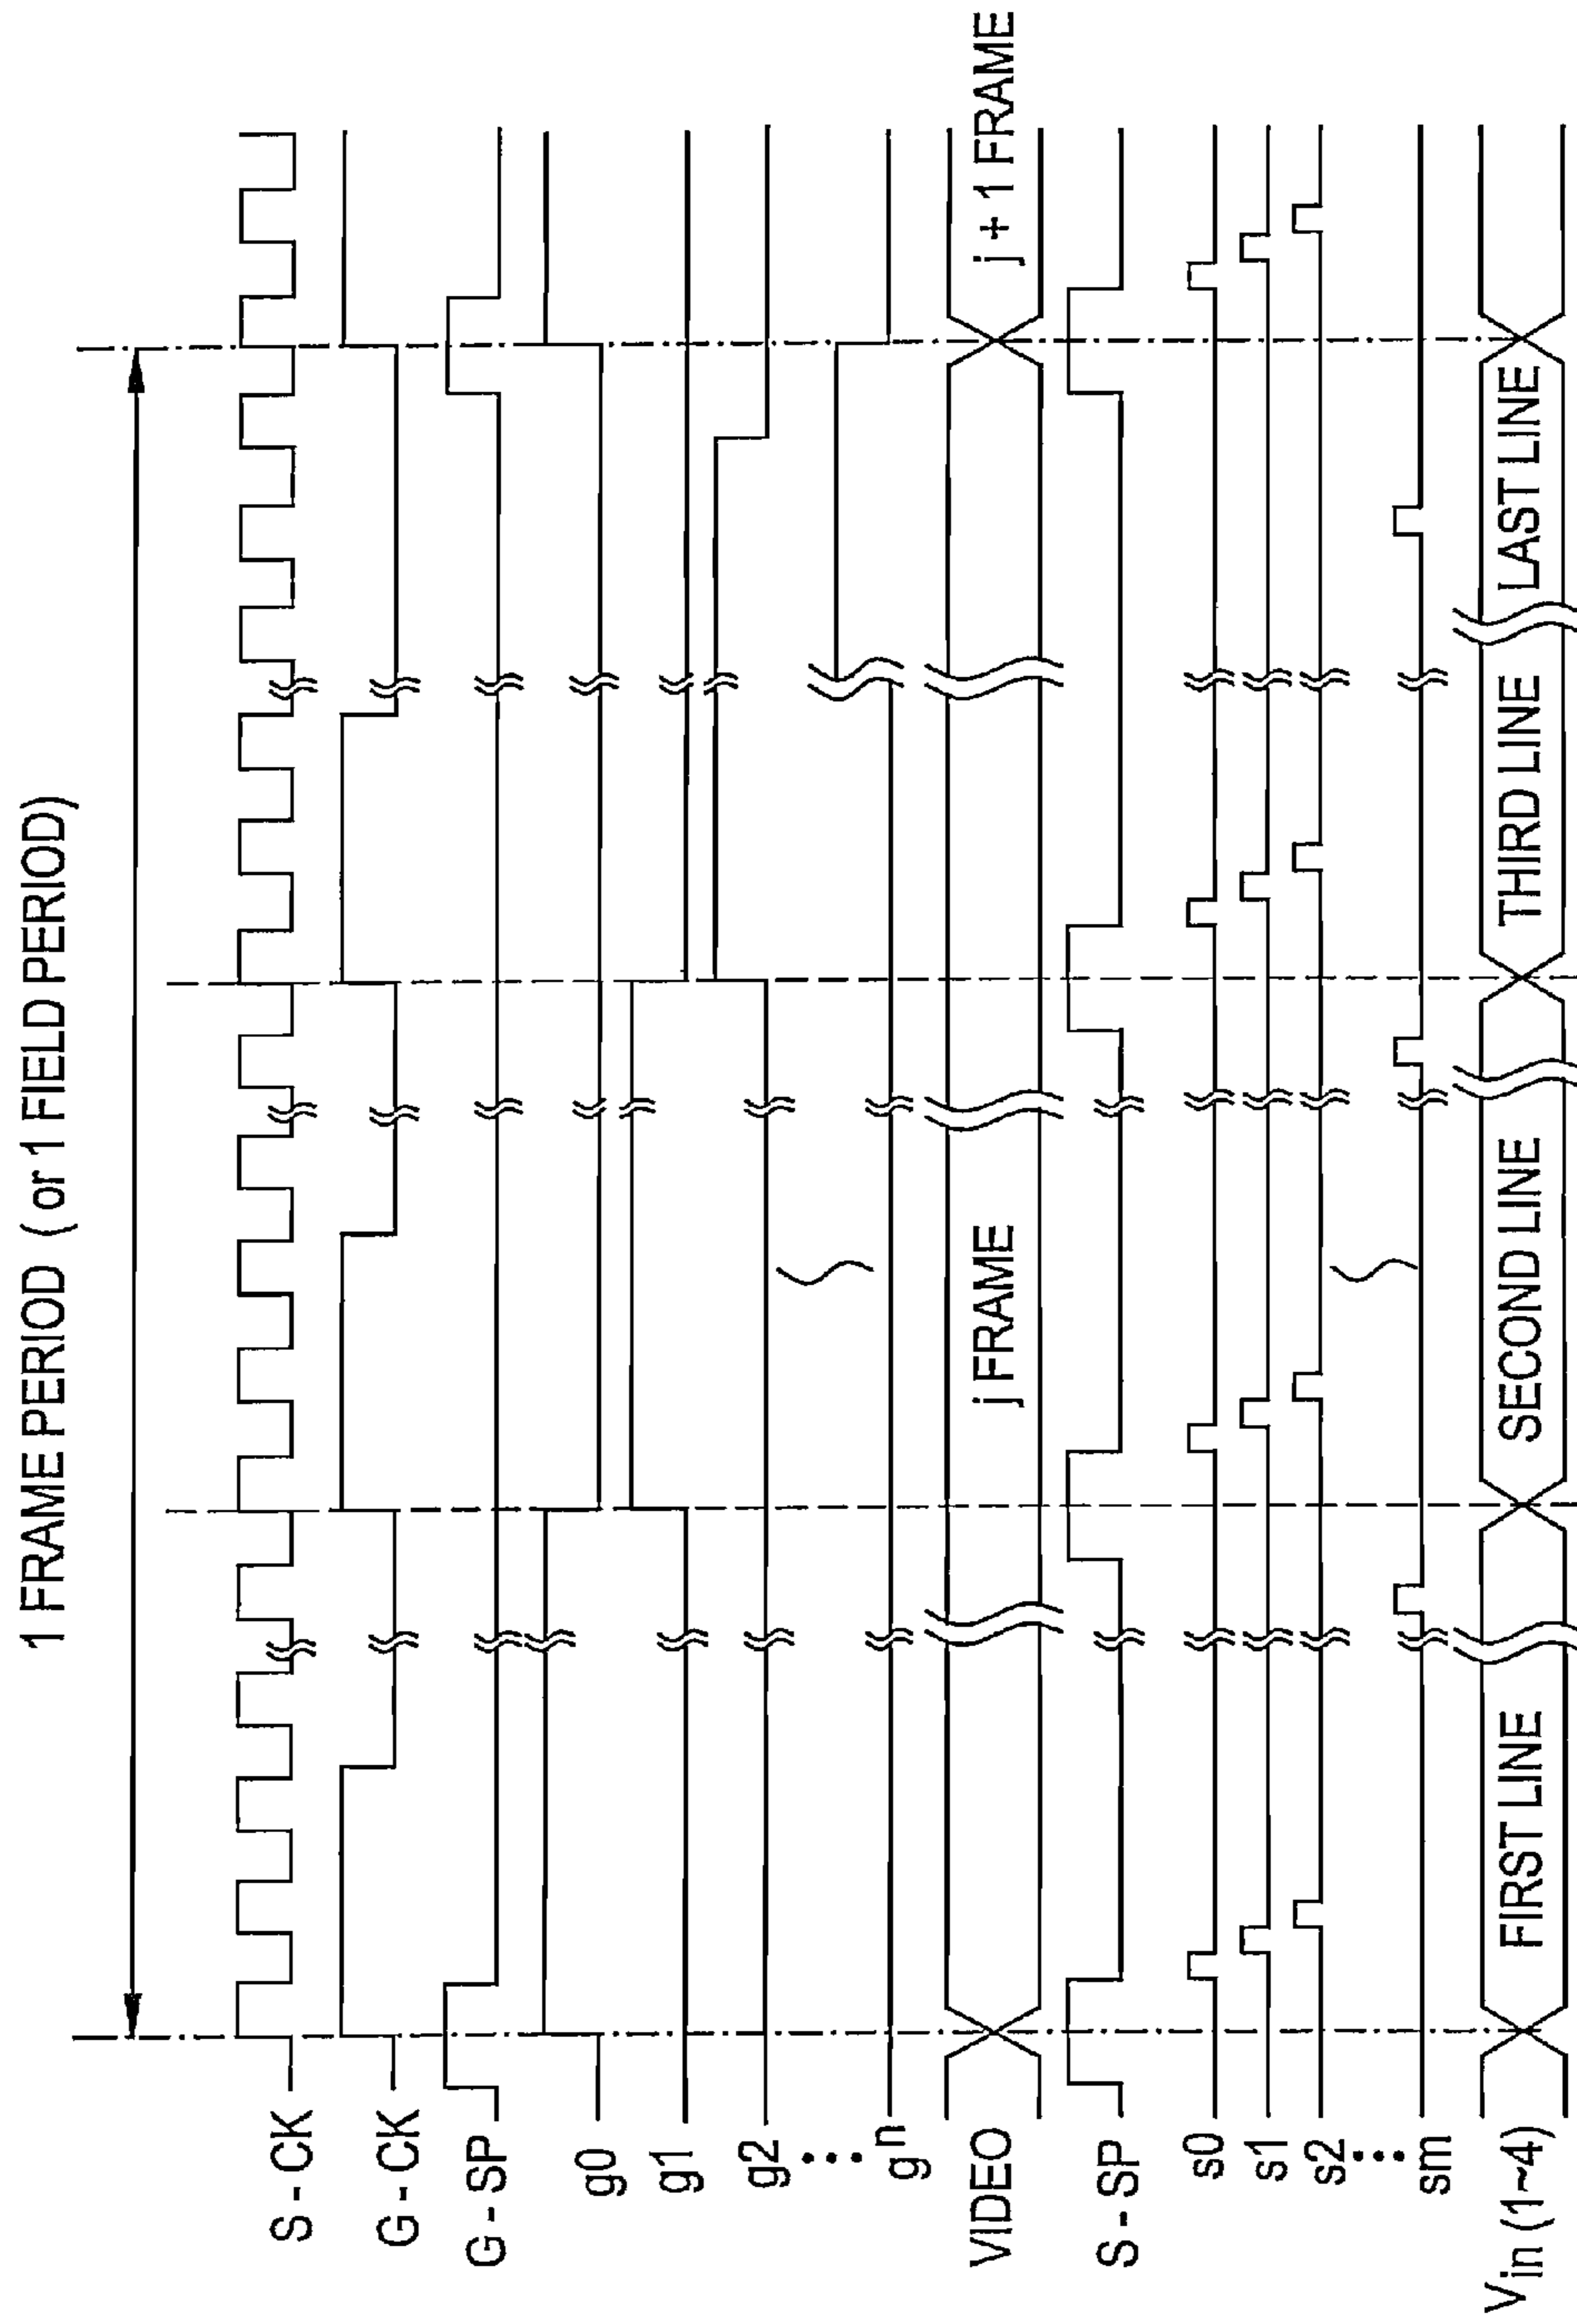 1 FRAME PERIOD ( or 1 FIELD PERIOD)
S - CK
G - CK
G - SP
g0
g1
g2
gn
VIDEO
j FRAME
j + 1 FRAME
S - SP
s0
s1
s2
sm
Vin (1~4)
FIRST LINE
SECOND LINE
THIRD LINE
LAST LINE